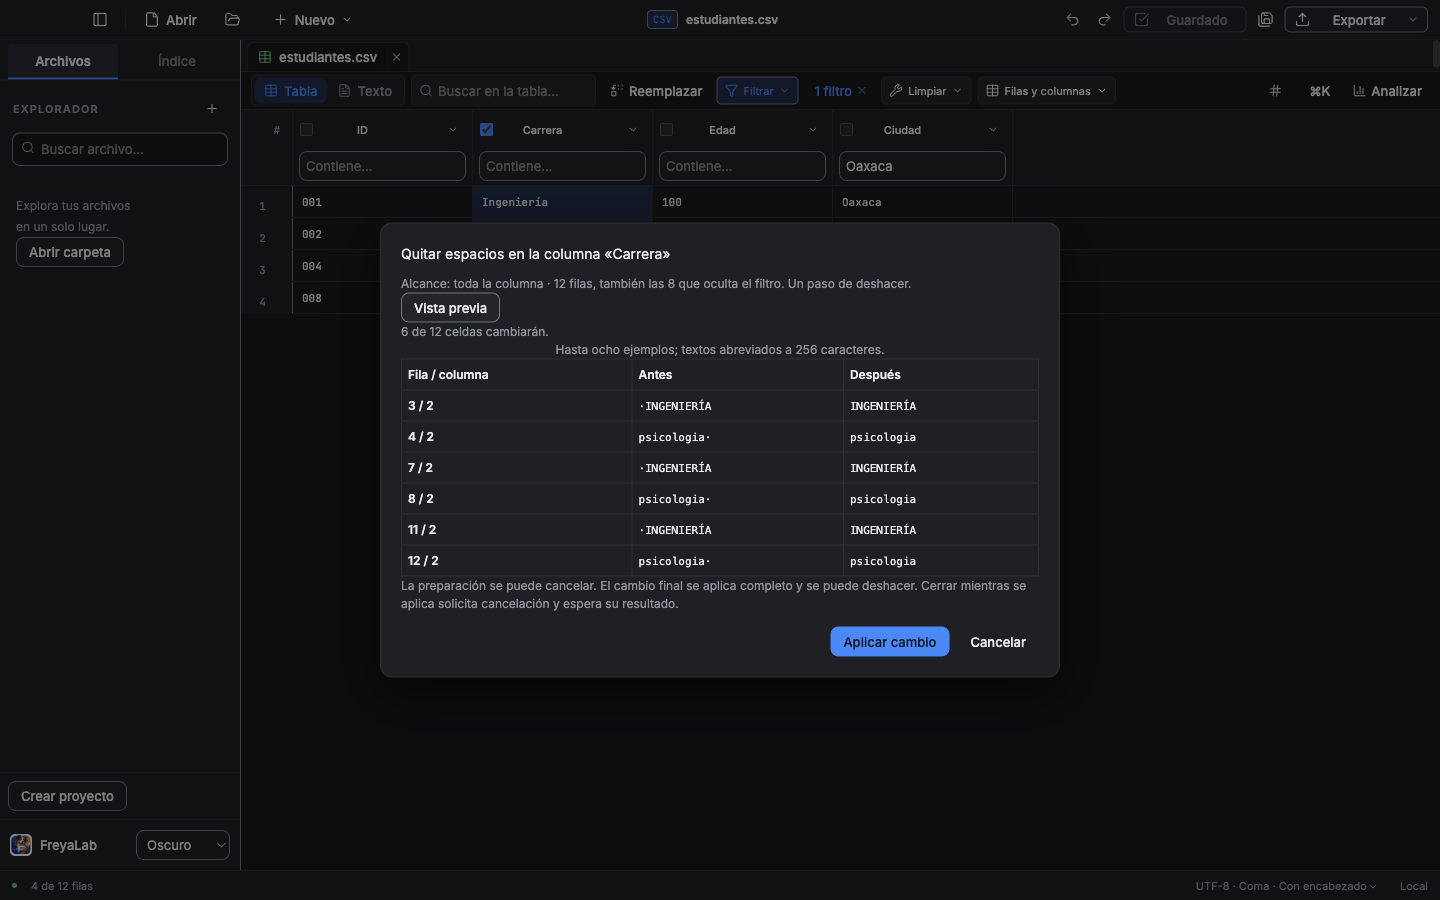 Abrir
Nuevo
CSV estudiantes.csv
Guardado
Exportar
Archivos
Índice
estudiantes.csv
Tabla
Texto
Buscar en la tabla...
Reemplazar
Filtrar
1 filtro
Limpiar
Filas y columnas
#
⌘K
Analizar
EXPLORADOR
Buscar archivo...
Explora tus archivos
en un solo lugar.
Abrir carpeta
# ID Carrera Edad Ciudad
Contiene... Contiene... Contiene... Oaxaca
1 001 Ingeniería 100 Oaxaca
2 002
3 004
4 008
Quitar espacios en la columna «Carrera»
Alcance: toda la columna · 12 filas, también las 8 que oculta el filtro. Un paso de deshacer.
Vista previa
6 de 12 celdas cambiarán.
Hasta ocho ejemplos; textos abreviados a 256 caracteres.
Fila / columna Antes Después
3 / 2 ·INGENIERÍA INGENIERÍA
4 / 2 psicologia· psicologia
7 / 2 ·INGENIERÍA INGENIERÍA
8 / 2 psicologia· psicologia
11 / 2 ·INGENIERÍA INGENIERÍA
12 / 2 psicologia· psicologia
La preparación se puede cancelar. El cambio final se aplica completo y se puede deshacer. Cerrar mientras se
aplica solicita cancelación y espera su resultado.
Aplicar cambio
Cancelar
Crear proyecto
FreyaLab
Oscuro
4 de 12 filas
UTF-8 · Coma · Con encabezado
Local